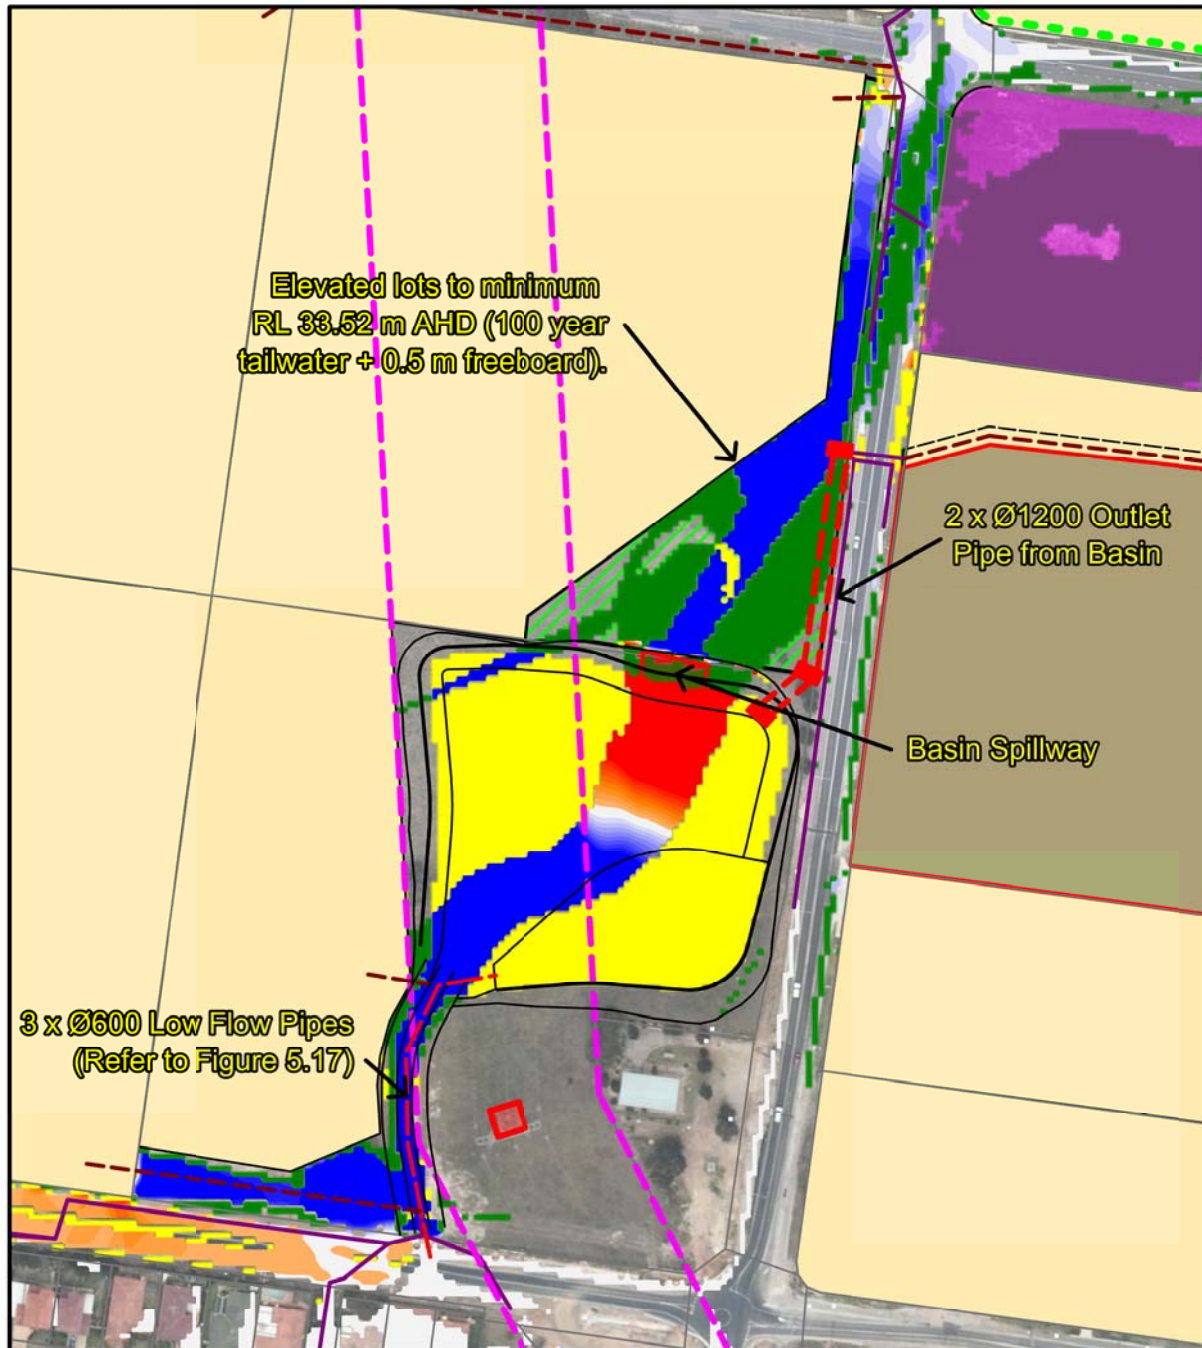 Elevated lots to minimum
RL 33.52 m AHD (100 year
tailwater + 0.5 m freeboard).
2 x Ø1200 Outlet
Pipe from Basin
Basin Spillway
3 x Ø600 Low Flow Pipes
(Refer to Figure 5.17)